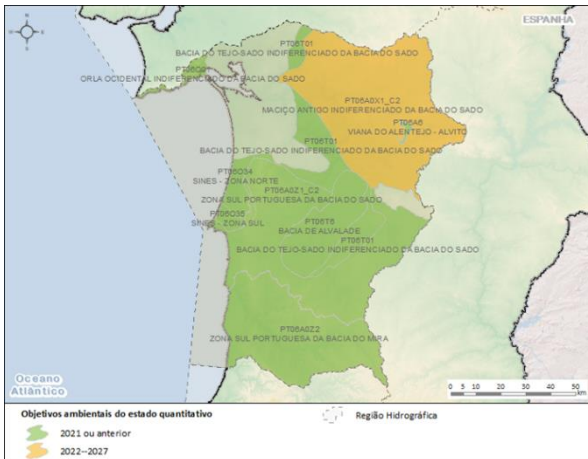 ESPANHA
PT06T01
BACIA DO TEJO-SADO INDIFERENCIADO DA BACIA DO SADO
ORLA OCIDENTAL INDIFERENCIADO DA BACIA DO SADO
PT06A0X1_C2
MACIÇO ANTIGO INDIFERENCIADO DA BACIA DO SADO
PT06A6
VIANA DO ALENTEJO - ALVITO
PT06T01
BACIA DO TEJO-SADO INDIFERENCIADO DA BACIA DO SADO
PT06O34
SINES - ZONA NORTE
PT06A0Z1_C2
ZONA SUL PORTUGUESA DA BACIA DO SADO
PT06O35
SINES - ZONA SUL
PT06T6
BACIA DE ALVALADE
PT06T01
BACIA DO TEJO-SADO INDIFERENCIADO DA BACIA DO SADO
PT06A0Z2
ZONA SUL PORTUGUESA DA BACIA DO MIRA
Oceano
Atlântico
0 5 10 20 30 40 50
km
Objetivos ambientais do estado quantitativo
2021 ou anterior
2022--2027
Região Hidrográfica